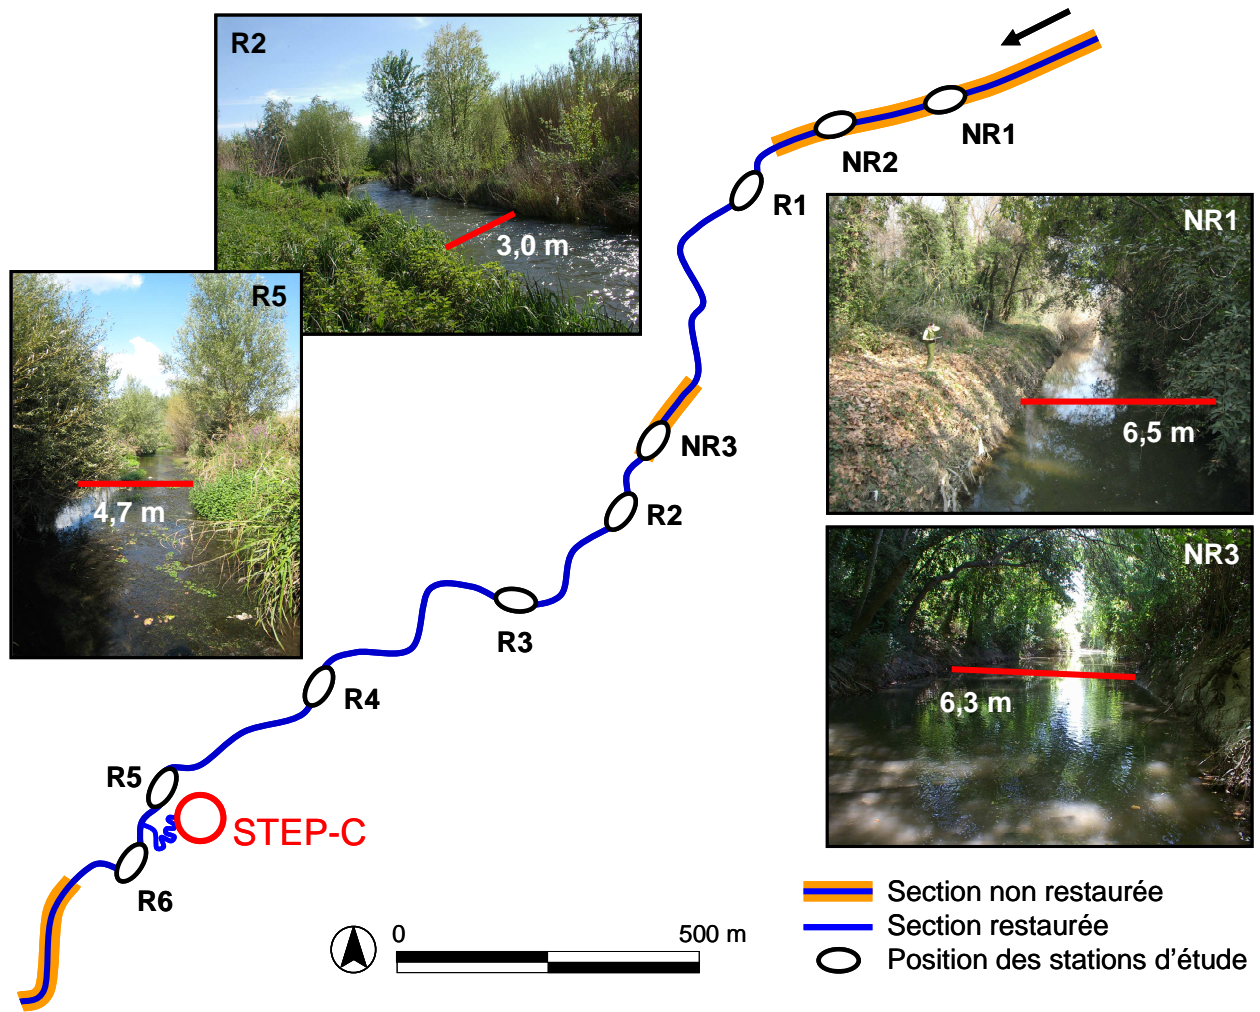 R2
3,0 m
NR1
NR2
R1
NR1
6,5 m
R5
4,7 m
NR3
R2
NR3
6,3 m
R3
R4
R5
STEP-C
R6
0
500 m
Section non restaurée
Section restaurée
Position des stations d'étude